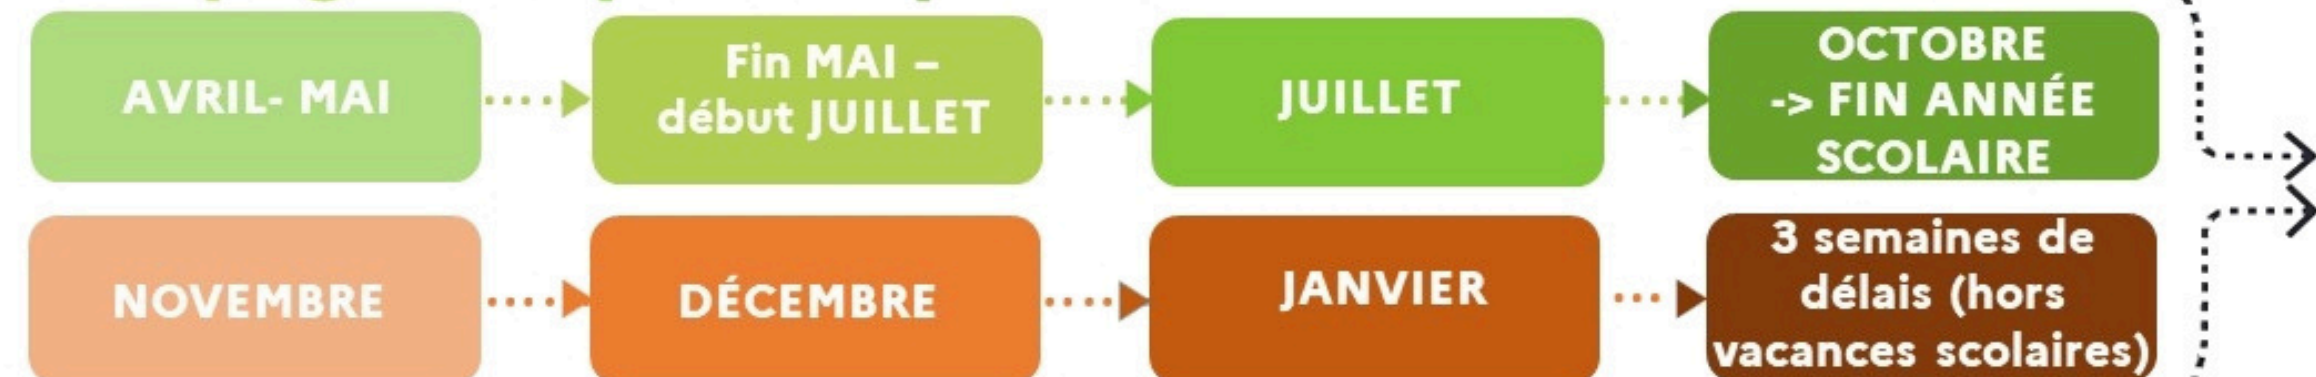 AVRIL- MAI
Fin MAI –
début JUILLET
JUILLET
OCTOBRE
-> FIN ANNÉE
SCOLAIRE
NOVEMBRE
DÉCEMBRE
JANVIER
3 semaines de
délais (hors
vacances scolaires)